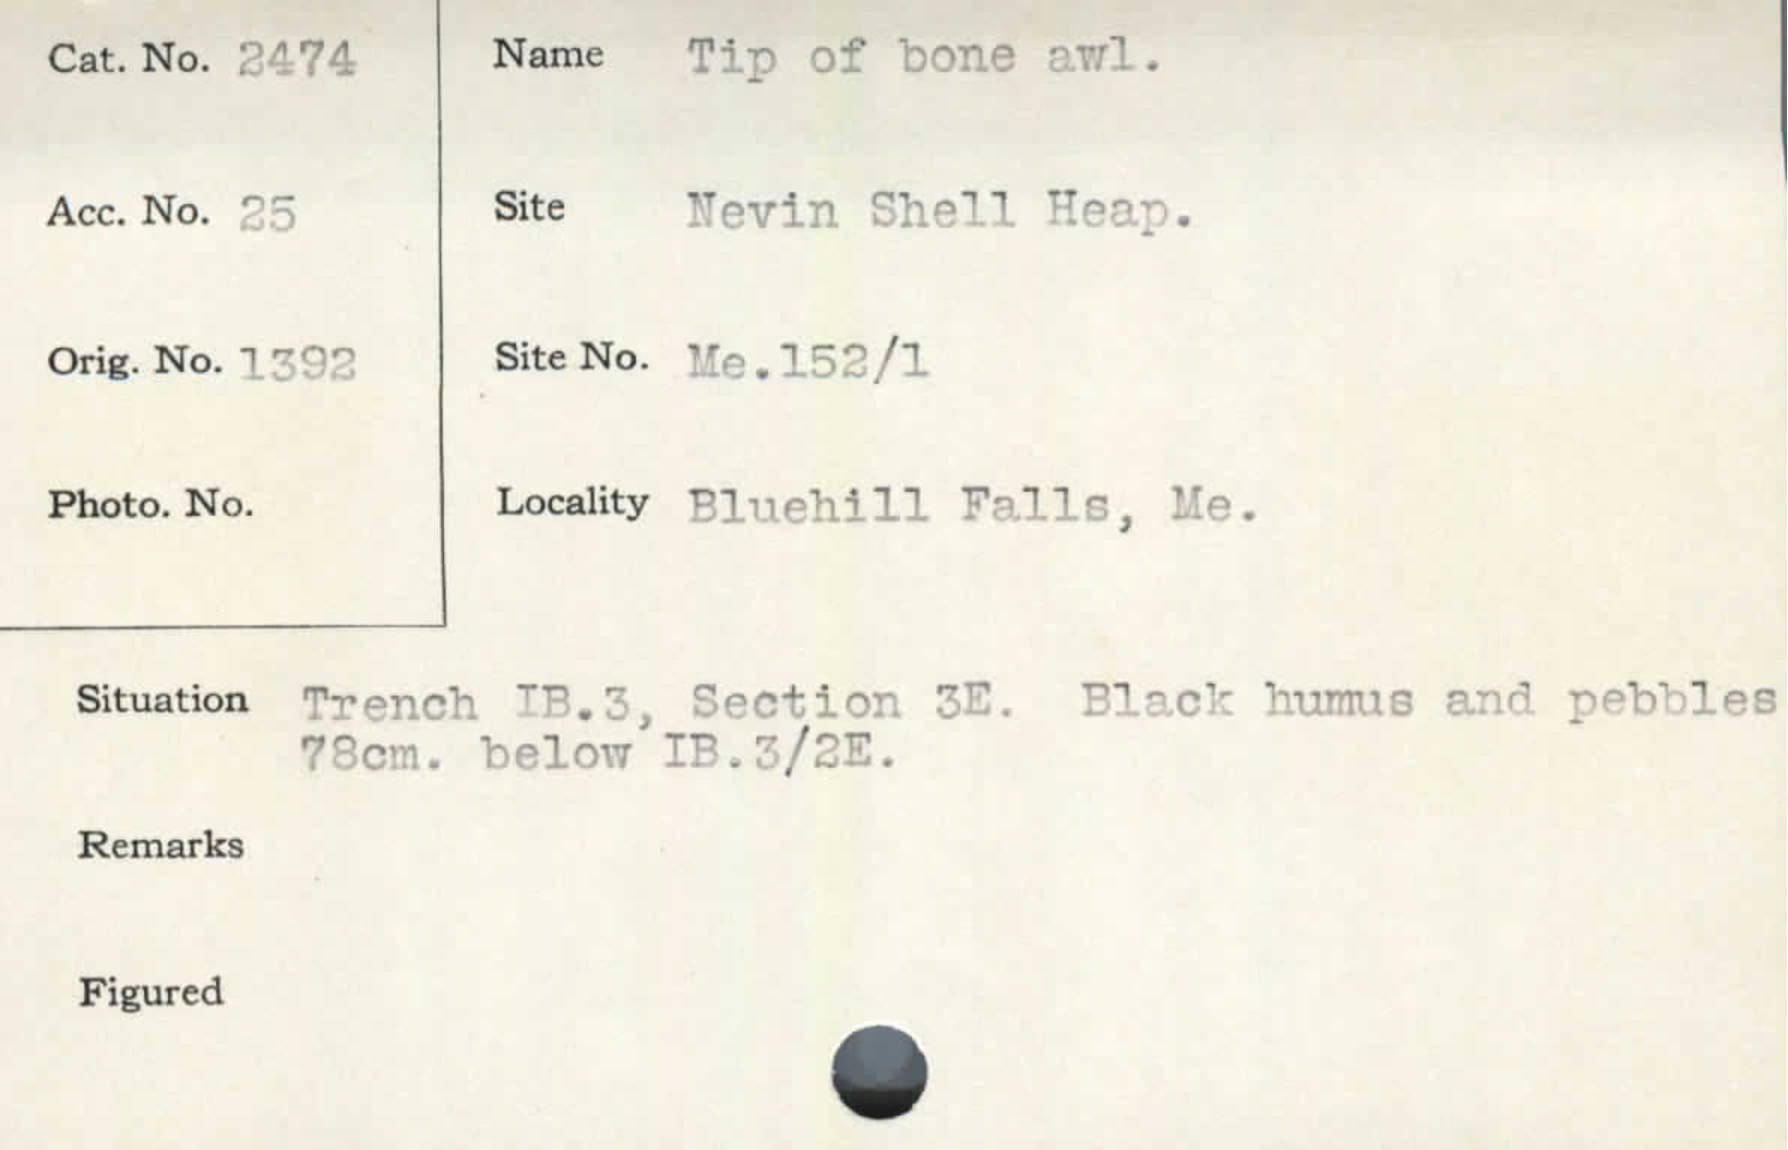 Cat. No. 2474
Acc. No. 25
Orig. No. 1392
Photo. No.
Name Tip of bone awl.
Site Nevin Shell Heap.
Site No. Me.152/1
Locality Bluehill Falls, Me.
Situation Trench IB.3, Section 3E. Black humus and pebbles
78cm. below IB.3/2E.
Remarks
Figured